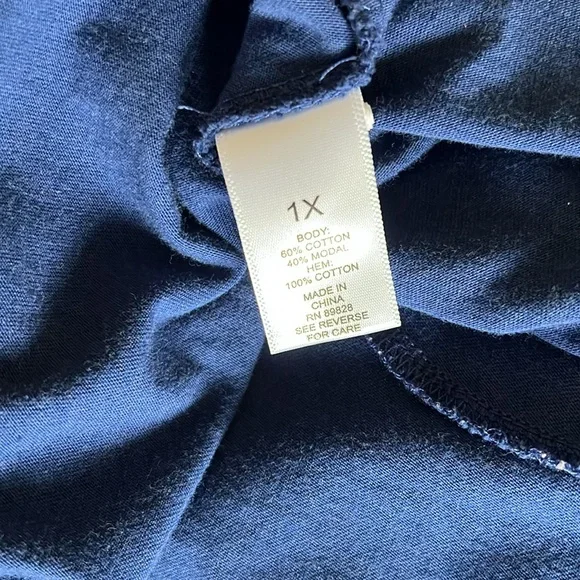 1X
BODY:
60% COTTON
40% MODAL
HEM:
100% COTTON
MADE IN
CHINA
RN 89828
SEE REVERSE
FOR CARE